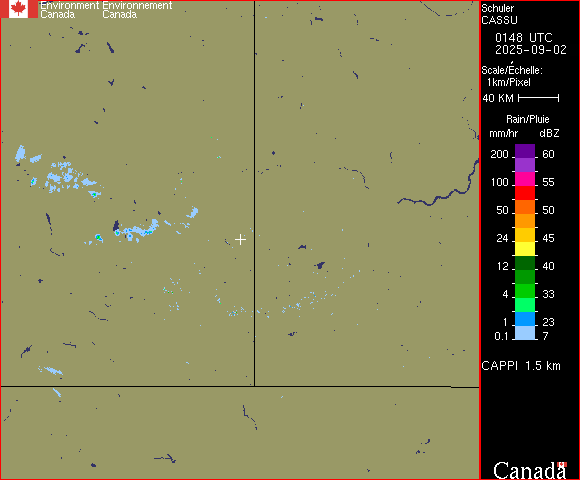 Environment Environnement
Canada Canada
Schuler
CASSU
0148 UTC
2025-09-02
Scale/Échelle:
1km/Pixel
40 KM
Rain/Pluie
mm/hr dBZ
200 60
100 55
50 50
24 45
12 40
4 33
1 23
0.1 7
CAPPI 1.5 km
Canada